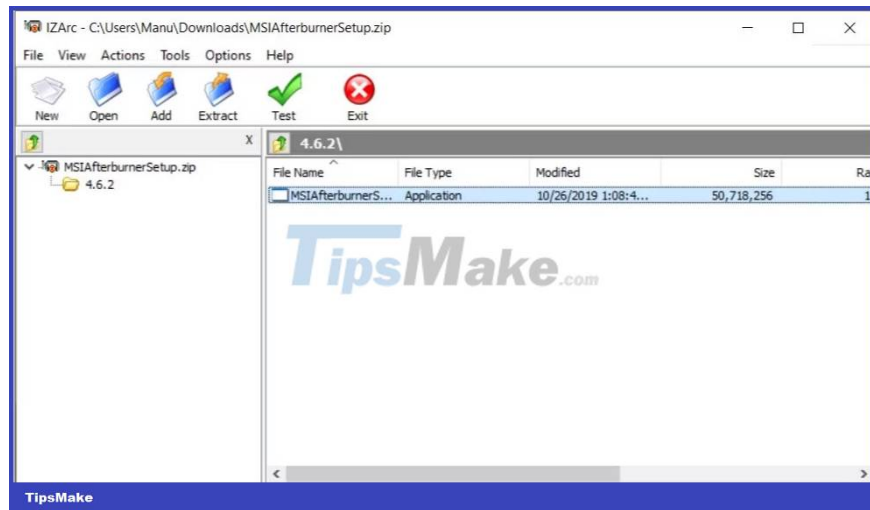 IZArc - C:\Users\Manu\Downloads\MSIAfterburnerSetup.zip
File View Actions Tools Options Help
New Open Add Extract Test Exit
X 4.6.2\
MSIAfterburnerSetup.zip
4.6.2
File Name File Type Modified Size Ra
MSIAfterburnerS... Application 10/26/2019 1:08:4... 50,718,256 1
TipsMake.com
TipsMake